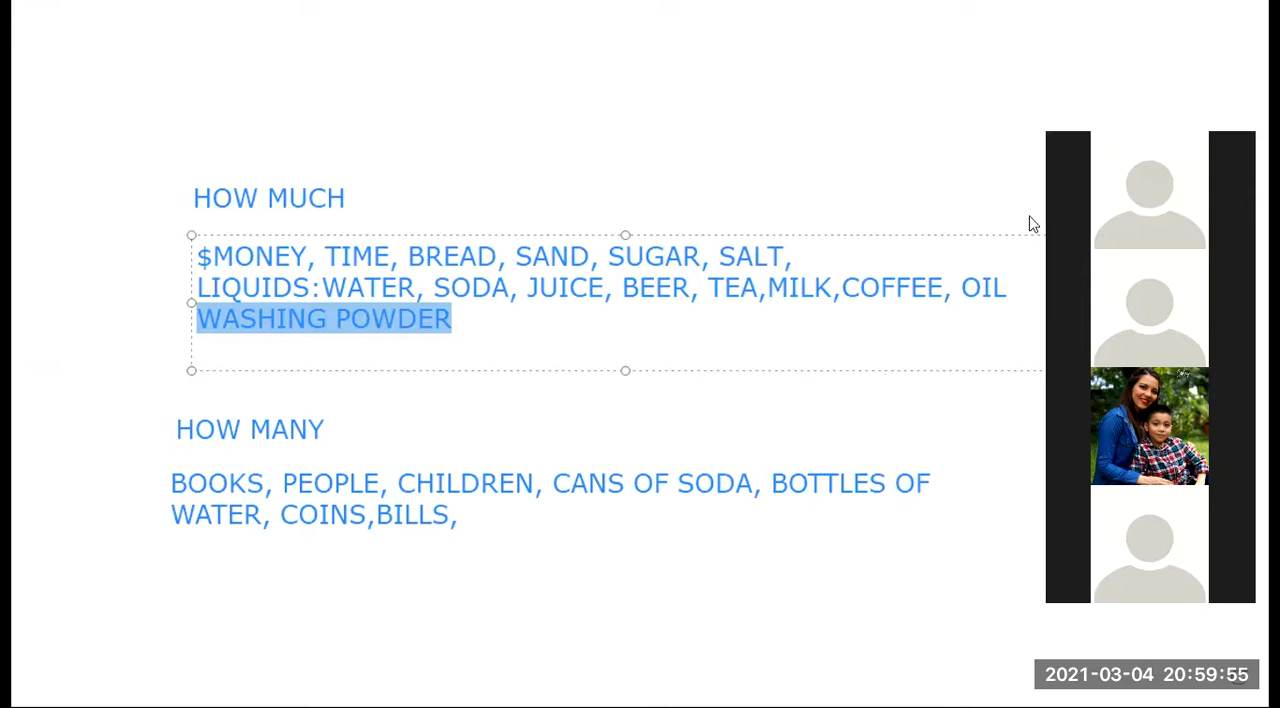 HOW MUCH
$MONEY, TIME, BREAD, SAND, SUGAR, SALT,
LIQUIDS:WATER, SODA, JUICE, BEER, TEA,MILK,COFFEE, OIL
WASHING POWDER
HOW MANY
BOOKS, PEOPLE, CHILDREN, CANS OF SODA, BOTTLES OF
WATER, COINS,BILLS,
2021-03-04 20:59:55